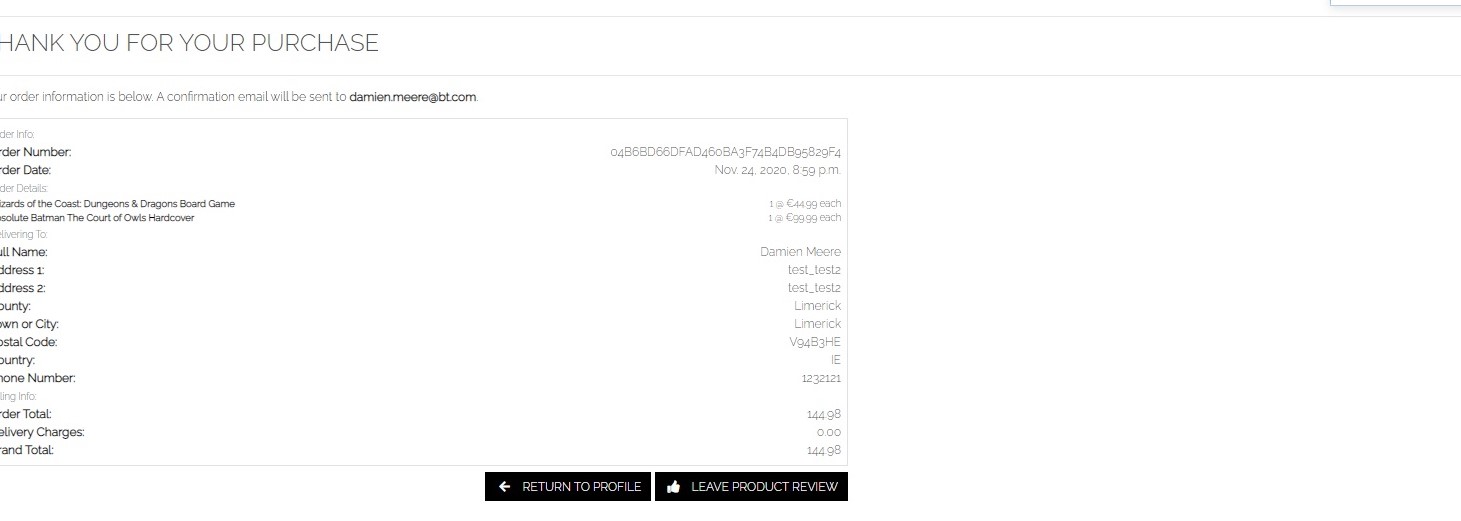 HANK YOU FOR YOUR PURCHASE
ur order information is below. A confirmation email will be sent to damien.meere@bt.com.
rder Info:
rder Number: 04B6BD66DFAD460BA3F74B4DB95829F4
rder Date: Nov. 24, 2020, 8:59 p.m.
rder Details:
izards of the Coast: Dungeons & Dragons Board Game 1 @ €44.99 each
bsolute Batman The Court of Owls Hardcover 1 @ €99.99 each
elivering To:
ull Name: Damien Meere
ddress 1: test_test2
ddress 2: test_test2
ounty: Limerick
own or City: Limerick
ostal Code: V94B3HE
ountry: IE
hone Number: 1232121
lling Info:
rder Total: 144.98
elivery Charges: 0.00
rand Total: 144.98
RETURN TO PROFILE LEAVE PRODUCT REVIEW